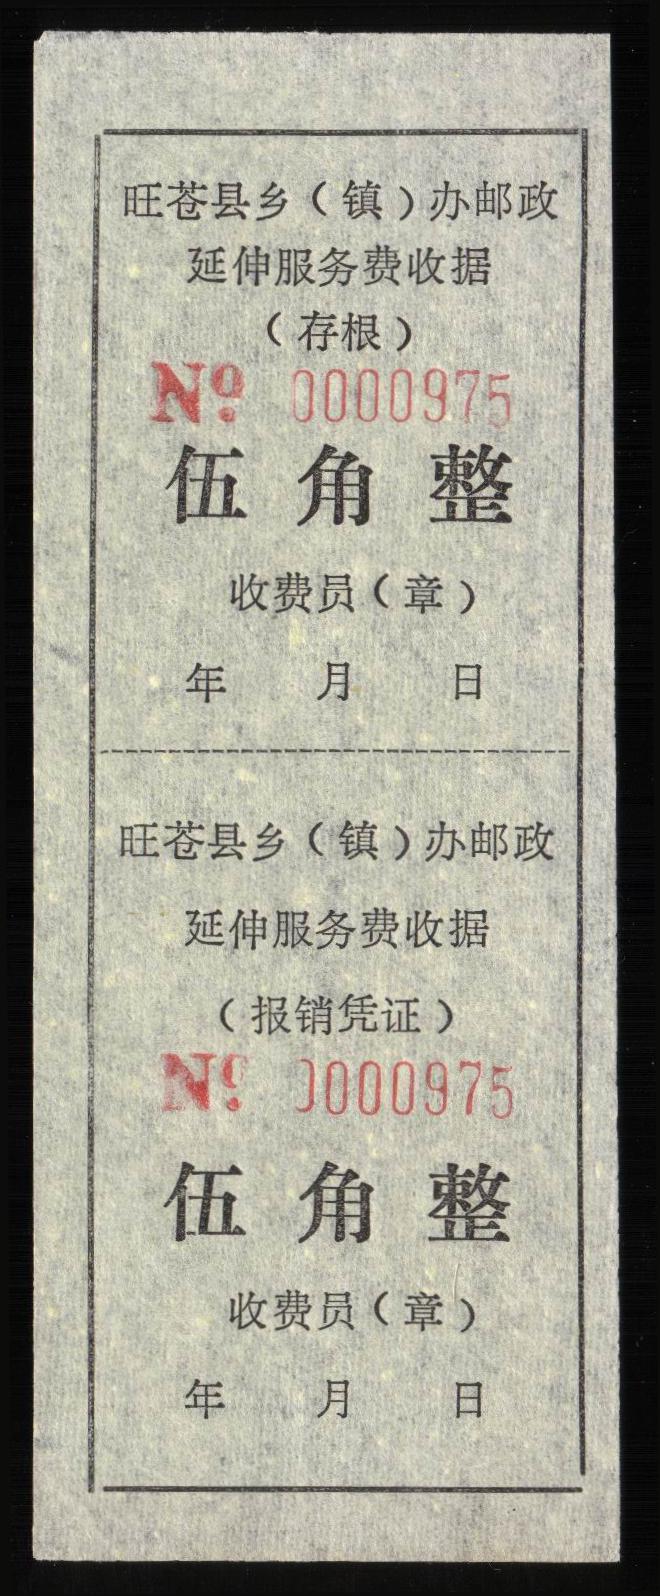 旺苍县乡（镇）办邮政
延伸服务费收据
（存根）
№ 0000975
伍角整
收费员（章）
年 月 日
旺苍县乡（镇）办邮政
延伸服务费收据
（报销凭证）
№ 0000975
伍角整
收费员（章）
年 月 日